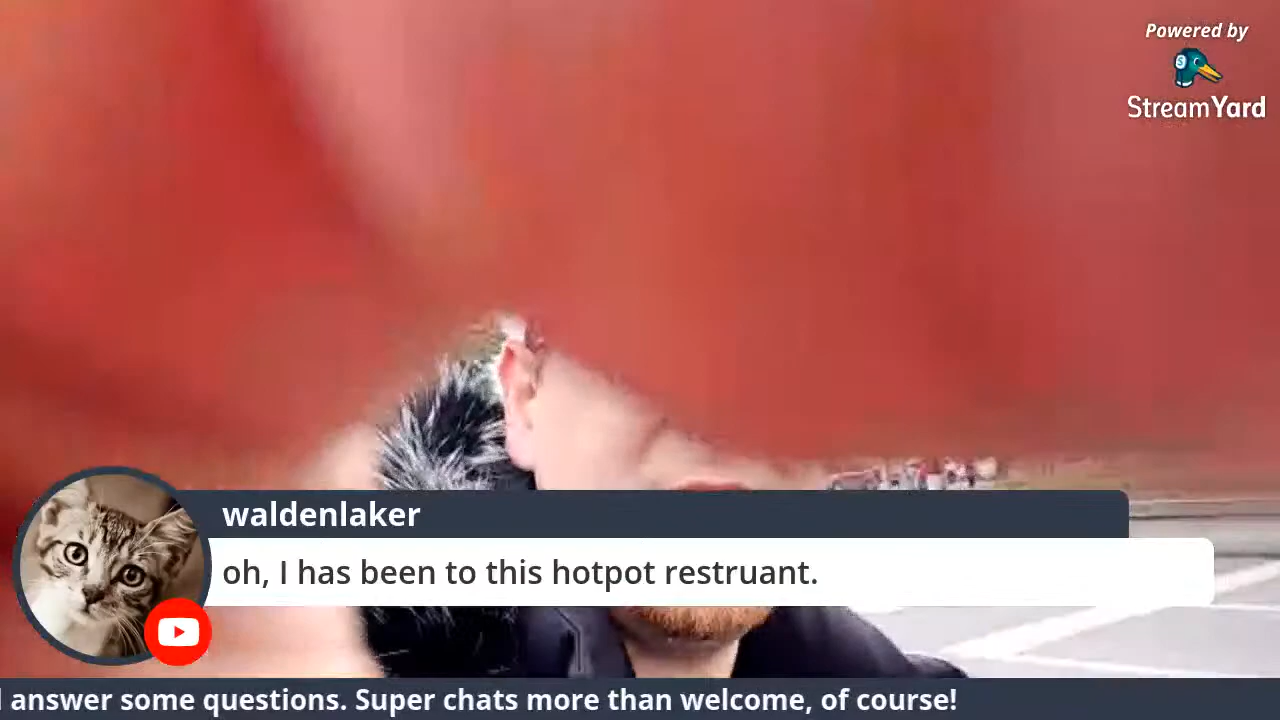 Powered by
StreamYard
waldenlaker
oh, I has been to this hotpot restruant.
answer some questions. Super chats more than welcome, of course!